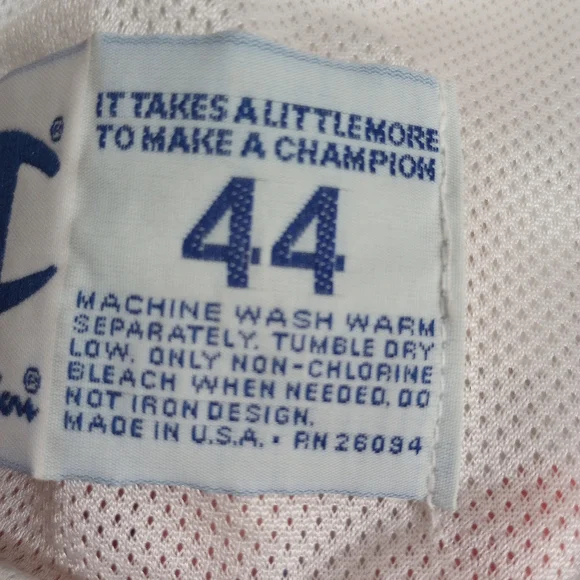 IT TAKES A LITTLE MORE
TO MAKE A CHAMPION
44
MACHINE WASH WARM
SEPARATELY. TUMBLE DRY
LOW. ONLY NON-CHLORINE
BLEACH WHEN NEEDED. DO
NOT IRON DESIGN.
MADE IN U.S.A. • RN 26094
®
®